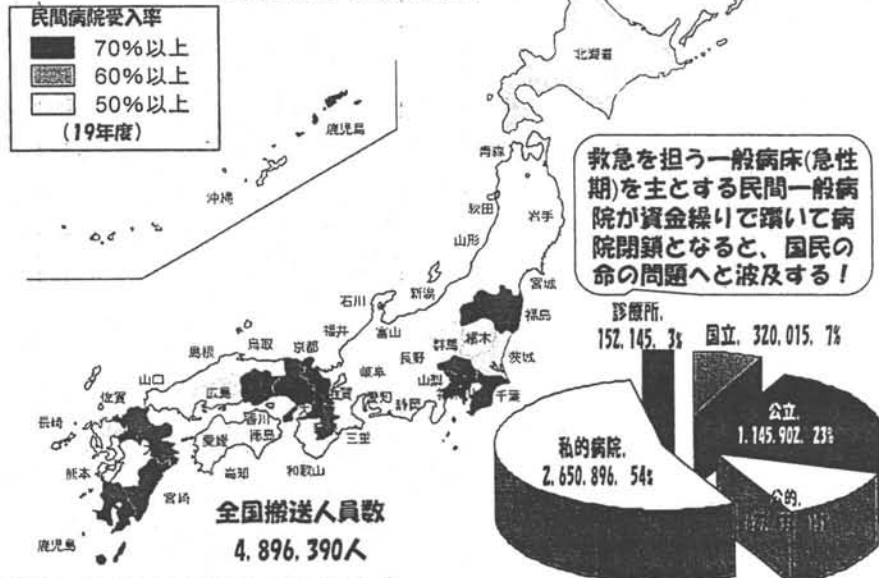 民間病院受入率
70%以上
60%以上
50%以上
(19年度)
鹿児島
沖縄
北海道
青森
秋田
岩手
山形
宮城
新潟
福島
石川
富山
福井
群馬
栃木
長野
茨城
鳥取
京都
島根
岐阜
山梨
千葉
山口
広島
滋賀
愛知
静岡
佐賀
香川
三重
長崎
愛媛
徳島
熊本
高知
和歌山
宮崎
鹿児島
救急を担う一般病床(急性
期)を主とする民間一般病
院が資金繰りで躓いて病
院閉鎖となると、国民の
命の問題へと波及する！
診療所,
152,145, 3%
国立, 320,015, 7%
公立,
1,145,902, 23%
私的病院,
2,650,896, 54%
公的,
全国搬送人員数
4,896,390人